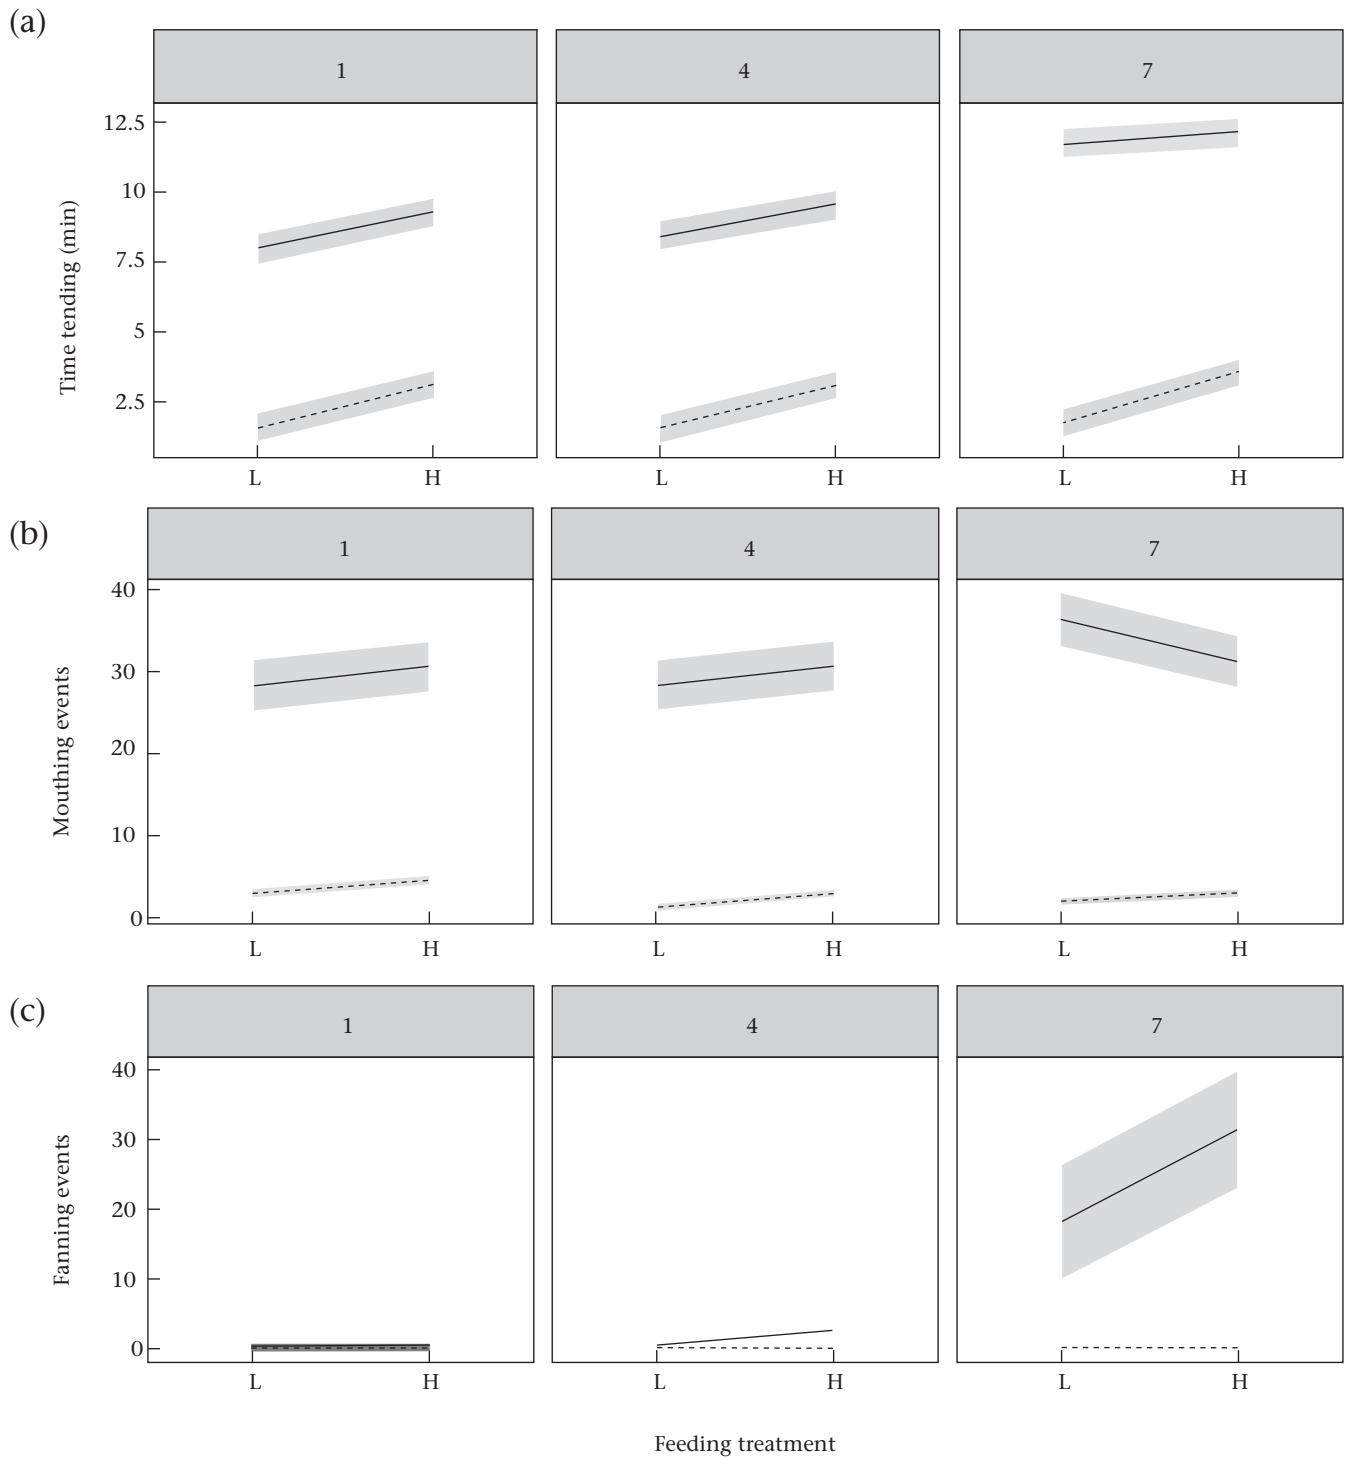 (a)
1 4 7
12.5
10
7.5
5
2.5
Time tending (min)
L H L H L H
(b)
1 4 7
40
30
20
10
0
Mouthing events
L H L H L H
(c)
1 4 7
40
30
20
10
0
Fanning events
L H L H L H
Feeding treatment